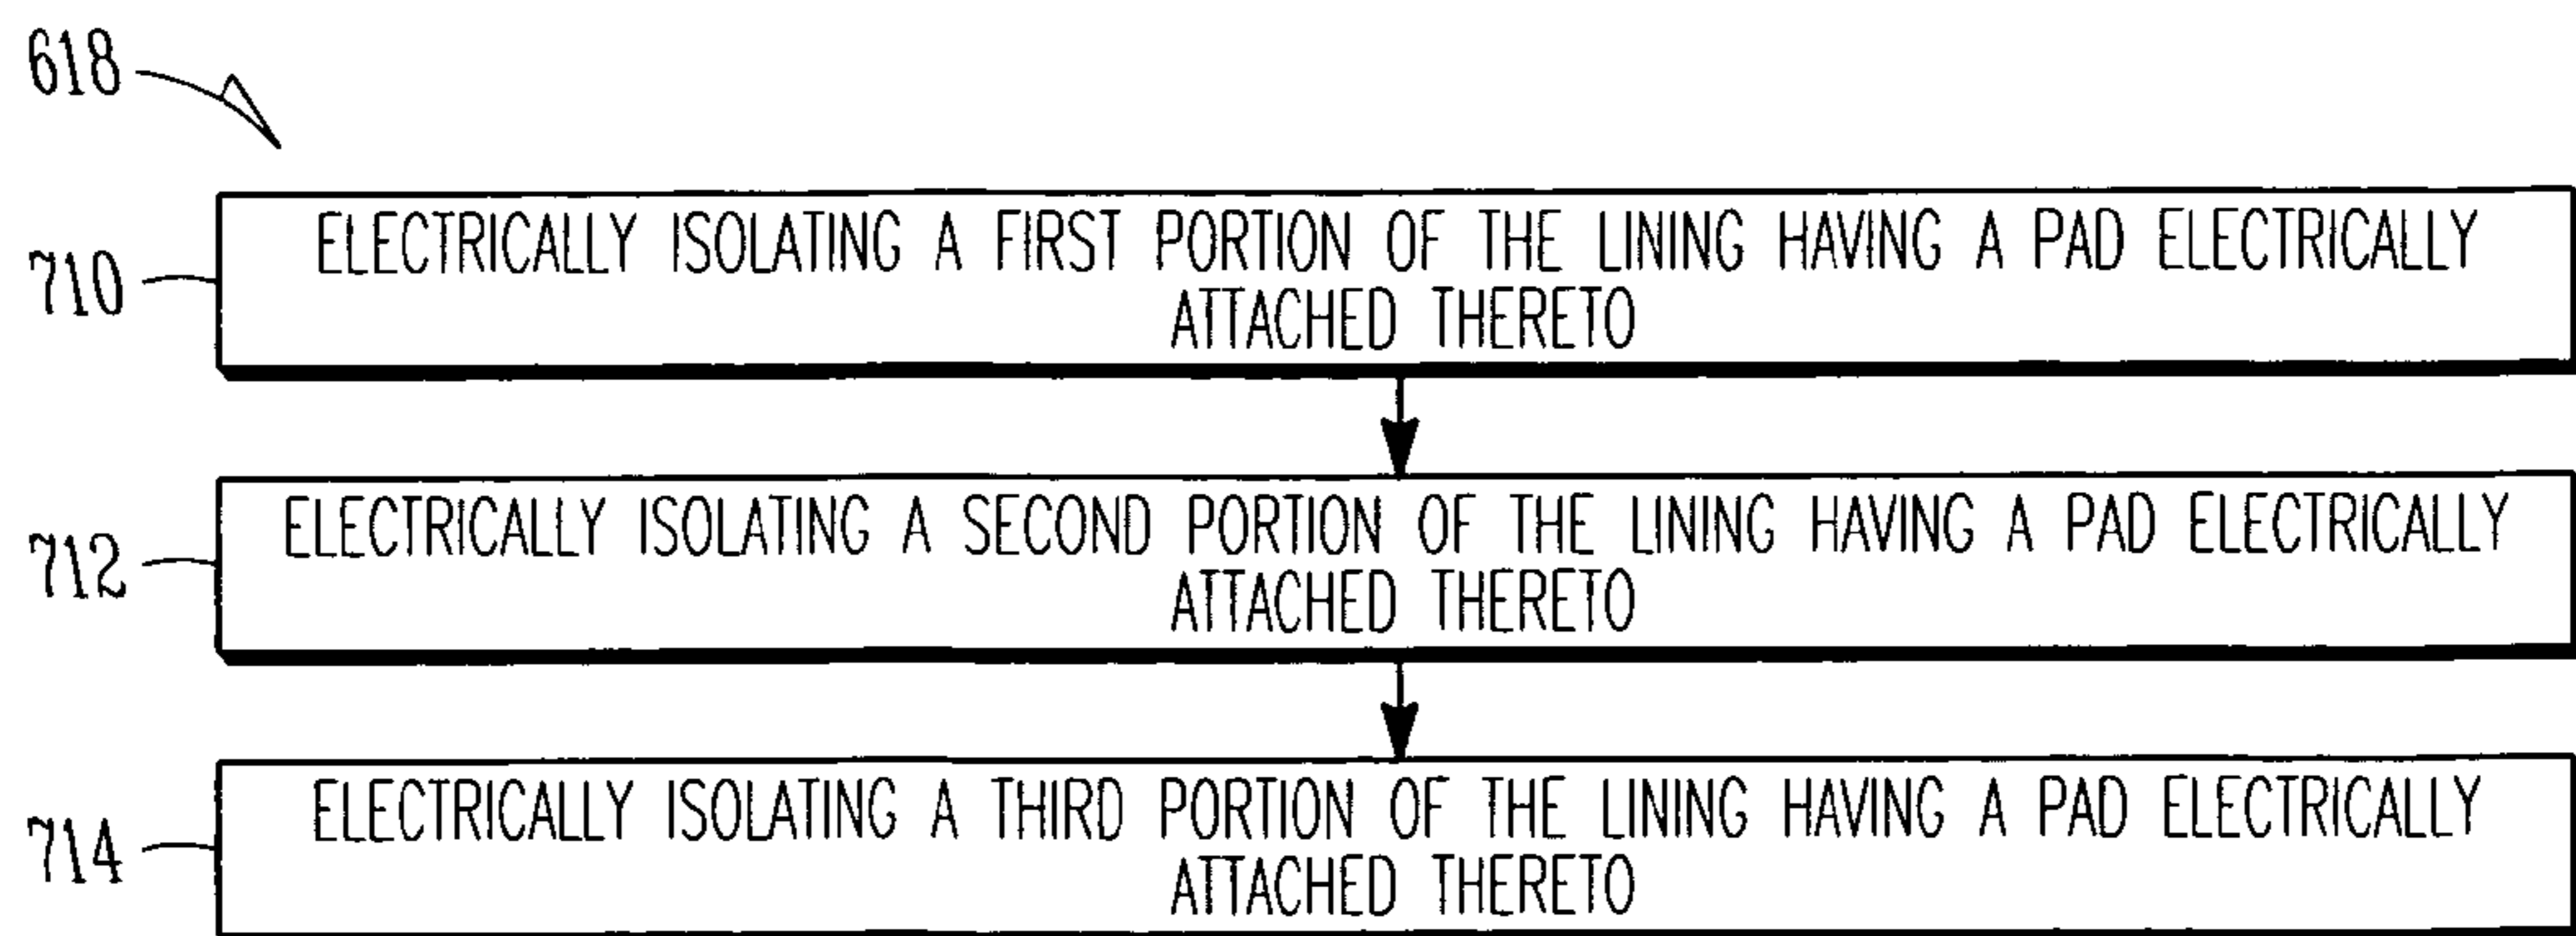 618
710
ELECTRICALLY ISOLATING A FIRST PORTION OF THE LINING HAVING A PAD ELECTRICALLY
ATTACHED THERETO
712
ELECTRICALLY ISOLATING A SECOND PORTION OF THE LINING HAVING A PAD ELECTRICALLY
ATTACHED THERETO
714
ELECTRICALLY ISOLATING A THIRD PORTION OF THE LINING HAVING A PAD ELECTRICALLY
ATTACHED THERETO